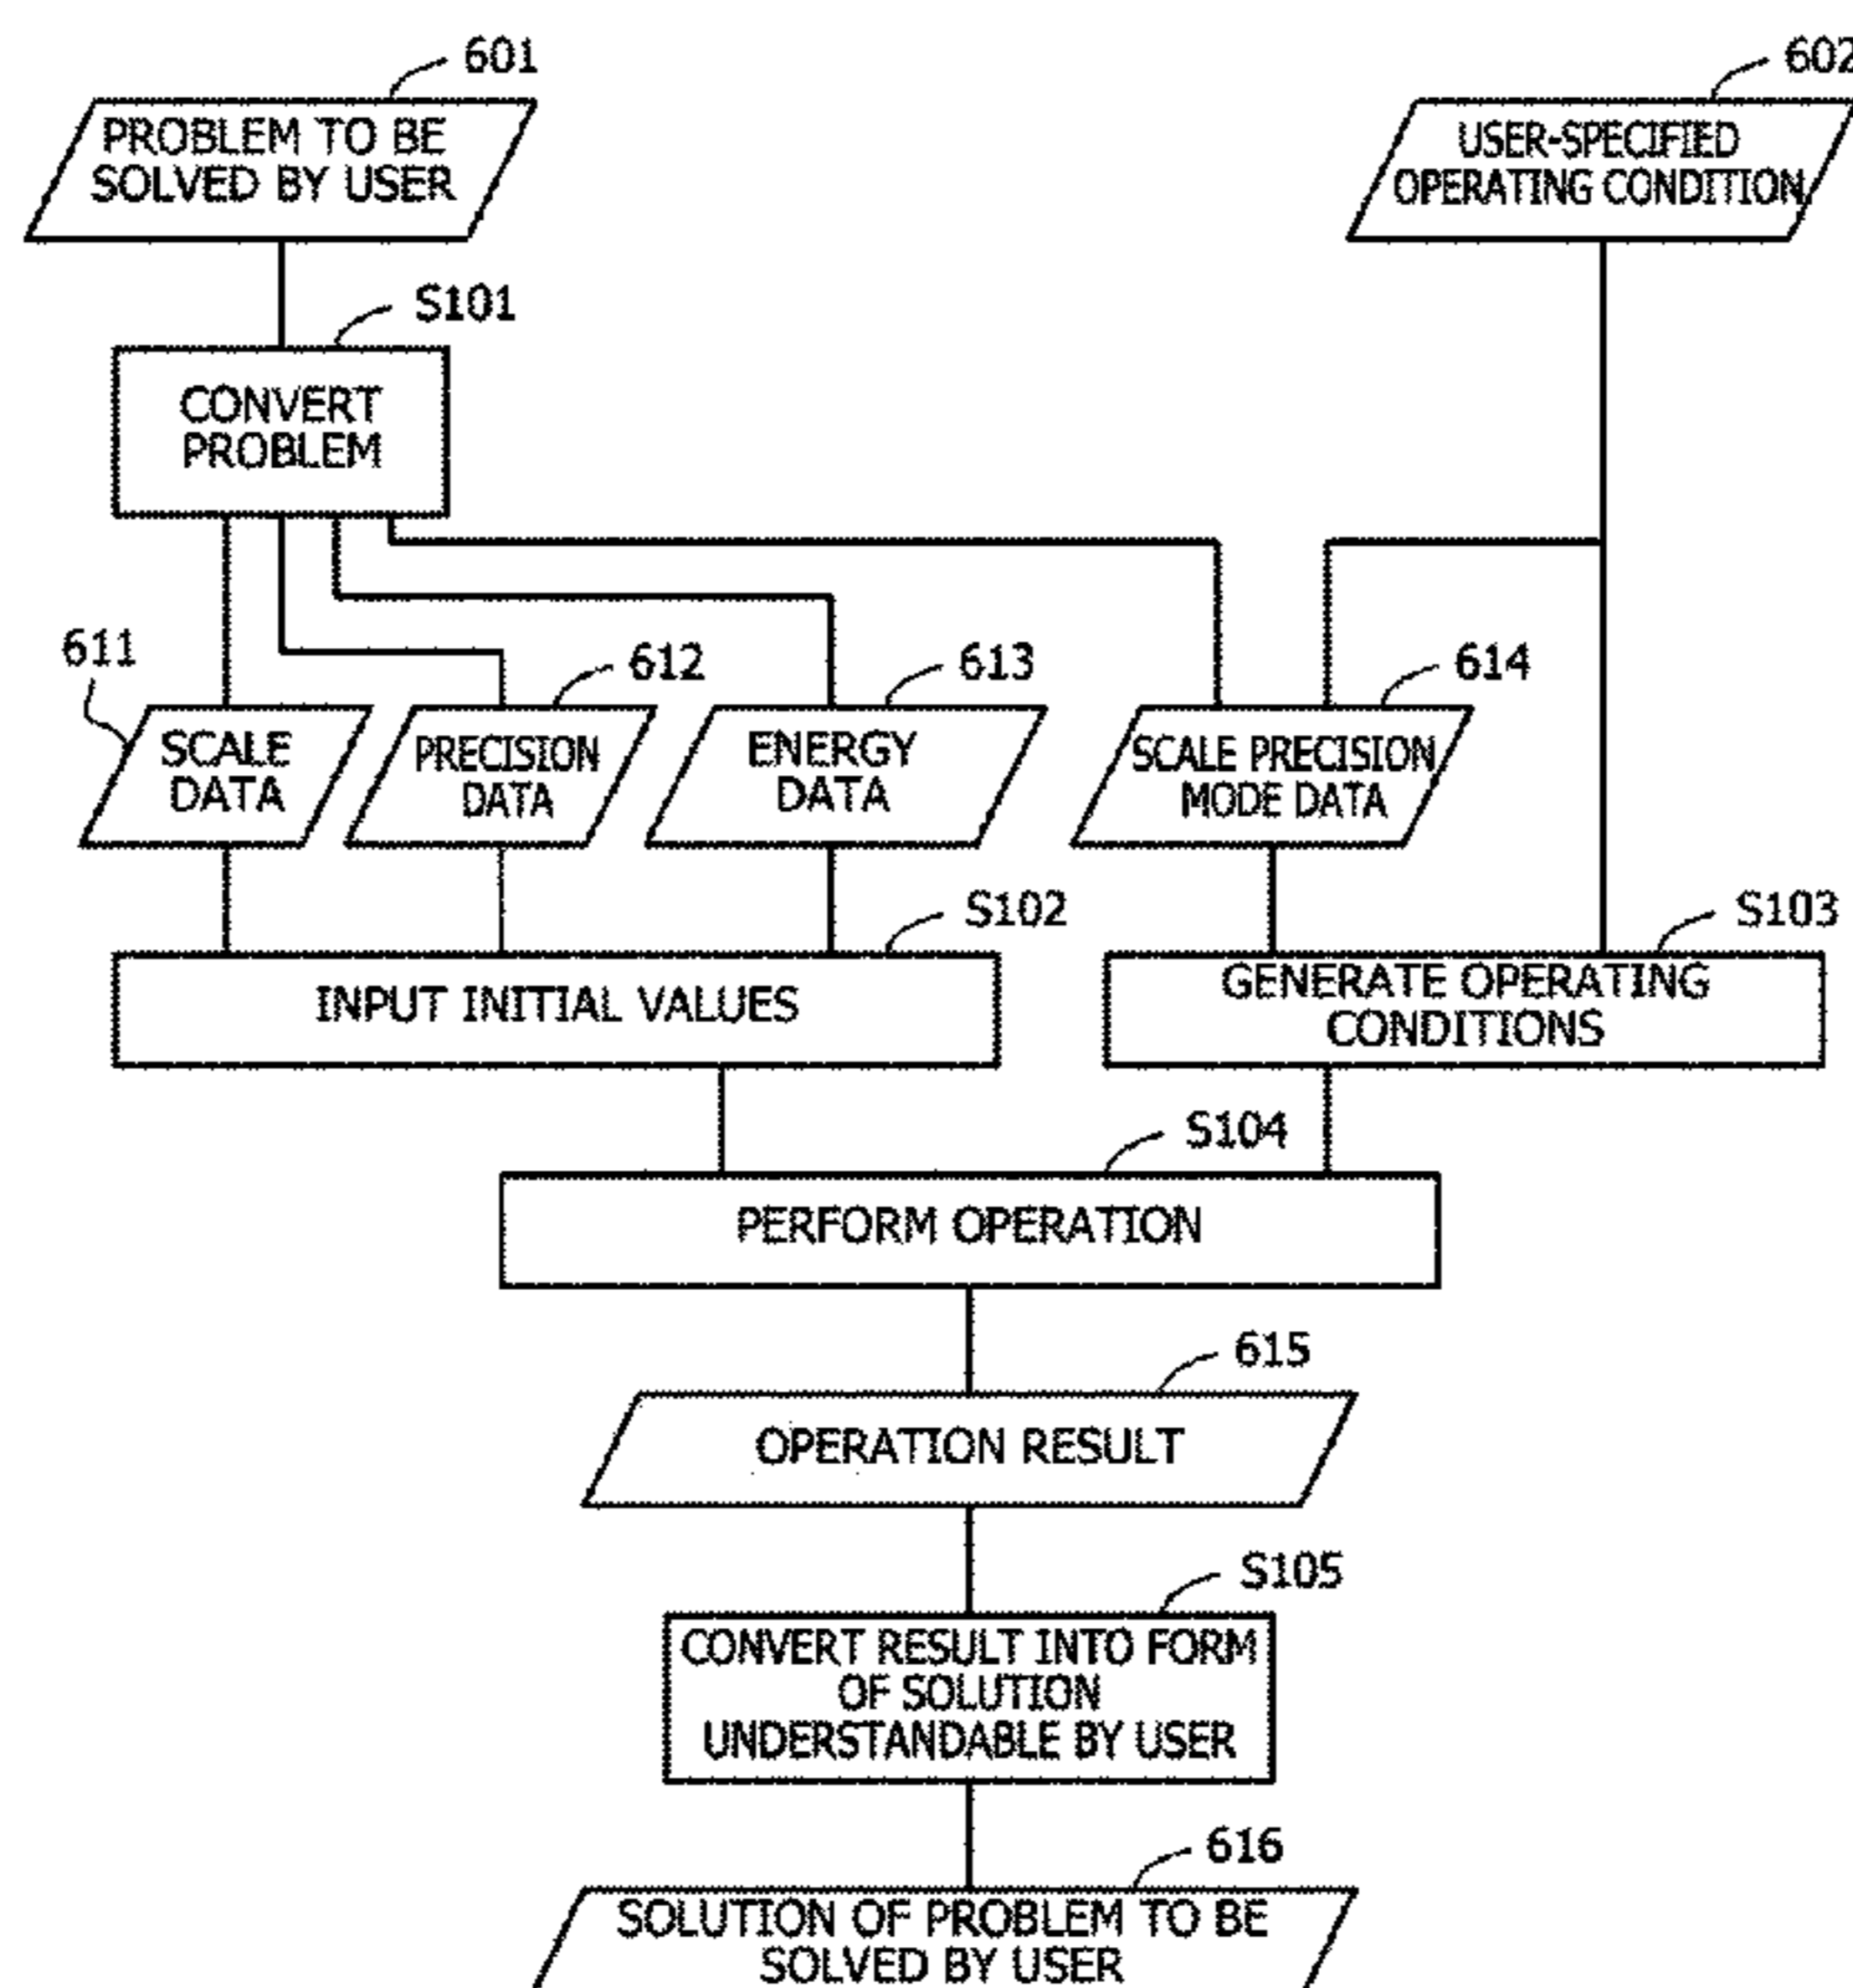 601
602
PROBLEM TO BE
SOLVED BY USER
USER-SPECIFIED
OPERATING CONDITION
S101
CONVERT
PROBLEM
611
612
613
614
SCALE
DATA
PRECISION
DATA
ENERGY
DATA
SCALE PRECISION
MODE DATA
S102
S103
INPUT INITIAL VALUES
GENERATE OPERATING
CONDITIONS
S104
PERFORM OPERATION
615
OPERATION RESULT
S105
CONVERT RESULT INTO FORM
OF SOLUTION
UNDERSTANDABLE BY USER
616
SOLUTION OF PROBLEM TO BE
SOLVED BY USER